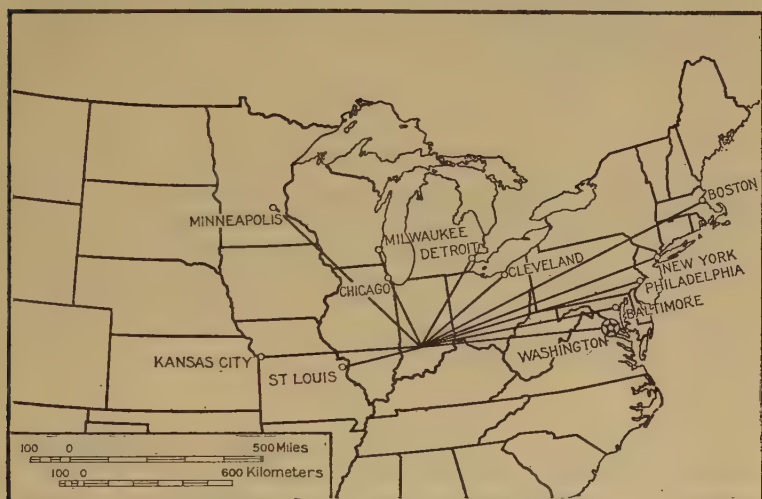 BOSTON
MINNEAPOLIS
MILWAUKEE
DETROIT
CLEVELAND
NEW YORK
PHILADELPHIA
CHICAGO
BALTIMORE
WASHINGTON
KANSAS CITY
ST LOUIS
100 0 500 Miles
100 0 600 Kilometers